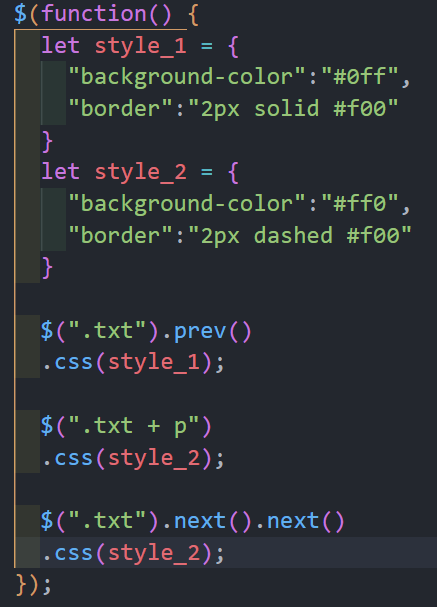 $(function() {
let style_1 = {
"background-color":"#0ff",
"border":"2px solid #f00"
}
let style_2 = {
"background-color":"#ff0",
"border":"2px dashed #f00"
}
$(".txt").prev()
.css(style_1);
$(".txt + p")
.css(style_2);
$(".txt").next().next()
.css(style_2);
});